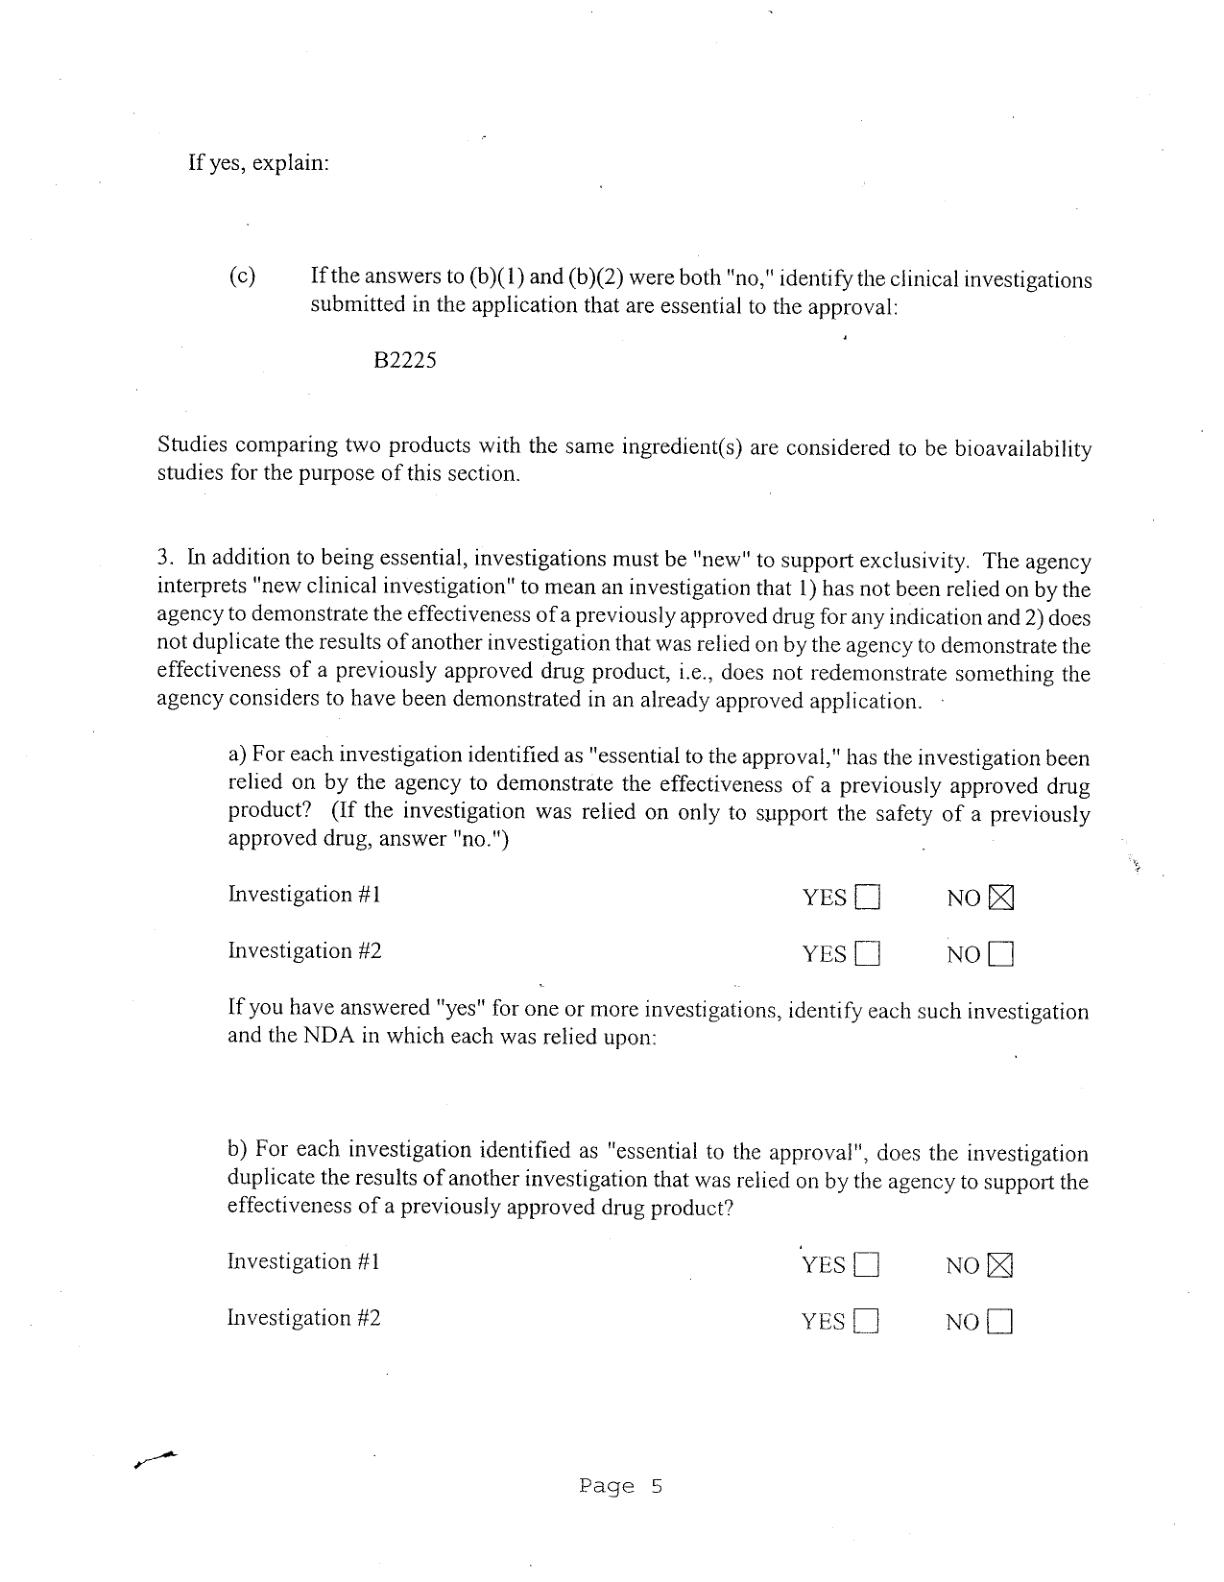 If yes, explain:
(c) If the answers to (b)(1) and (b)(2) were both "no," identify the clinical investigations
submitted in the application that are essential to the approval:
B2225
Studies comparing two products with the same ingredient(s) are considered to be bioavailability
studies for the purpose of this section.
3. In addition to being essential, investigations must be "new" to support exclusivity. The agency
interprets "new clinical investigation" to mean an investigation that 1) has not been relied on by the
agency to demonstrate the effectiveness of a previously approved drug for any indication and 2) does
not duplicate the results of another investigation that was relied on by the agency to demonstrate the
effectiveness of a previously approved drug product, i.e., does not redemonstrate something the
agency considers to have been demonstrated in an already approved application.
a) For each investigation identified as "essential to the approval," has the investigation been
relied on by the agency to demonstrate the effectiveness of a previously approved drug
product? (If the investigation was relied on only to support the safety of a previously
approved drug, answer "no.")
Investigation #1 YES ☐ NO ☒
Investigation #2 YES ☐ NO ☐
If you have answered "yes" for one or more investigations, identify each such investigation
and the NDA in which each was relied upon:
b) For each investigation identified as "essential to the approval", does the investigation
duplicate the results of another investigation that was relied on by the agency to support the
effectiveness of a previously approved drug product?
Investigation #1 YES ☐ NO ☒
Investigation #2 YES ☐ NO ☐
Page 5